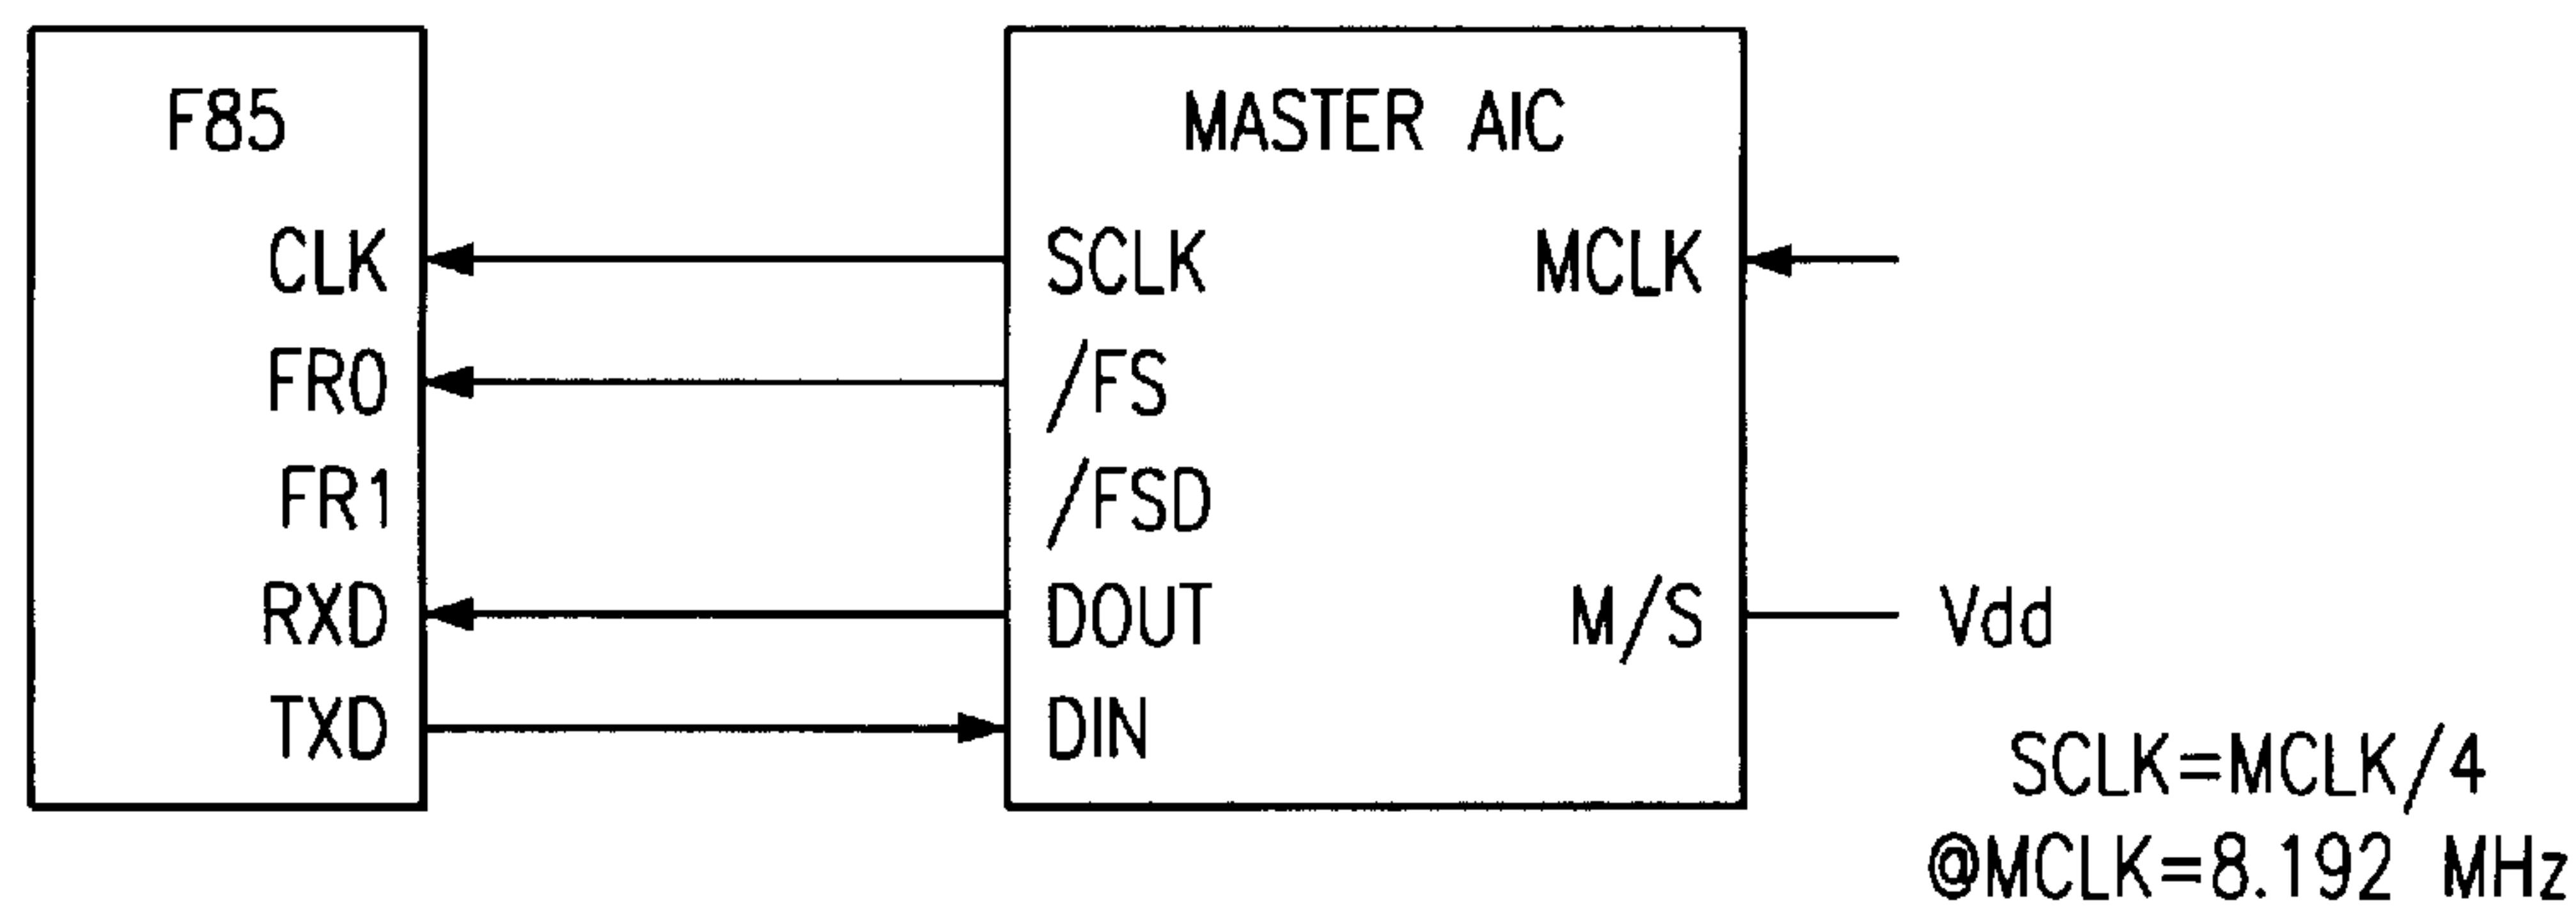 F85
CLK
FR0
FR1
RXD
TXD
MASTER AIC
SCLK
/FS
/FSD
DOUT
DIN
MCLK
M/S
Vdd
SCLK=MCLK/4
@MCLK=8.192 MHz